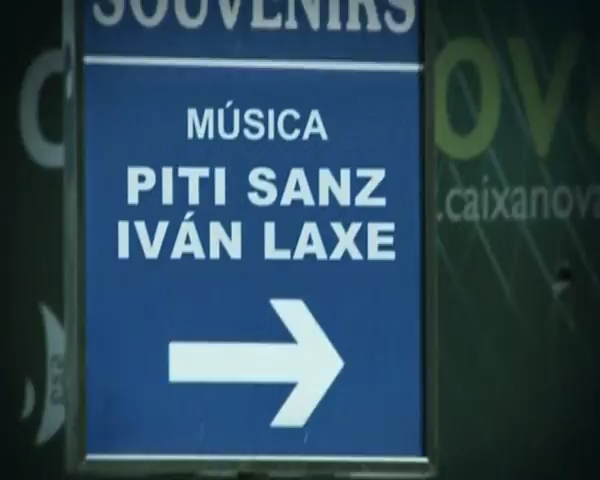 SOUVENIRS
MÚSICA
PITI SANZ
IVÁN LAXE
.caixanova